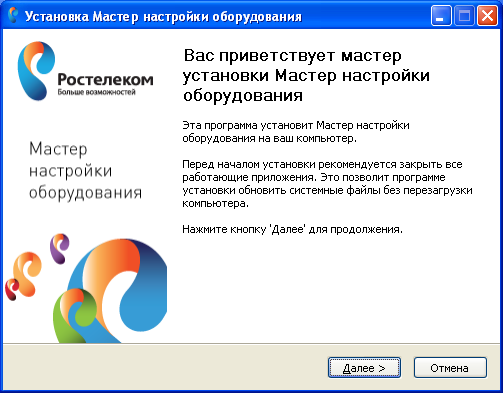 Установка Мастер настройки оборудования
Ростелеком
Больше возможностей
Мастер
настройки
оборудования
Вас приветствует мастер
установки Мастер настройки
оборудования
Эта программа установит Мастер настройки
оборудования на ваш компьютер.
Перед началом установки рекомендуется закрыть все
работающие приложения. Это позволит программе
установки обновить системные файлы без перезагрузки
компьютера.
Нажмите кнопку 'Далее' для продолжения.
Далее >
Отмена